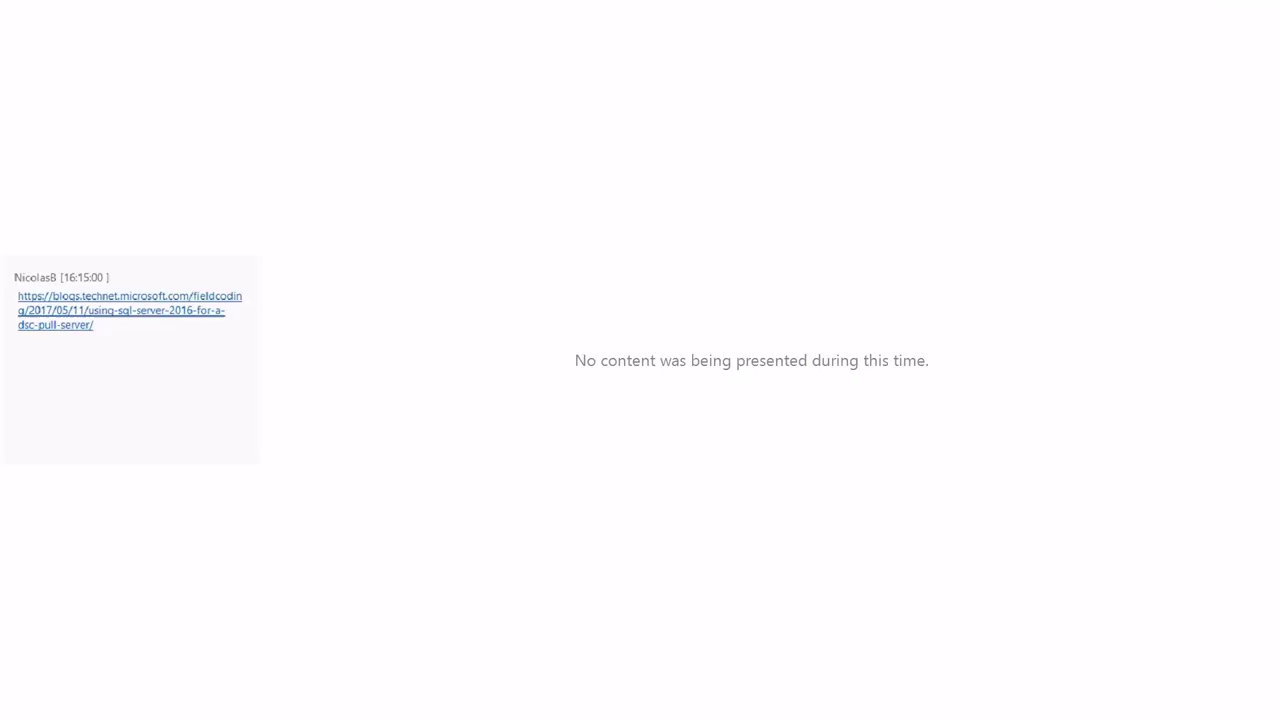 NicolasB [16:15:00 ]
https://blogs.technet.microsoft.com/fieldcodin
g/2017/05/11/using-sql-server-2016-for-a-
dsc-pull-server/
No content was being presented during this time.